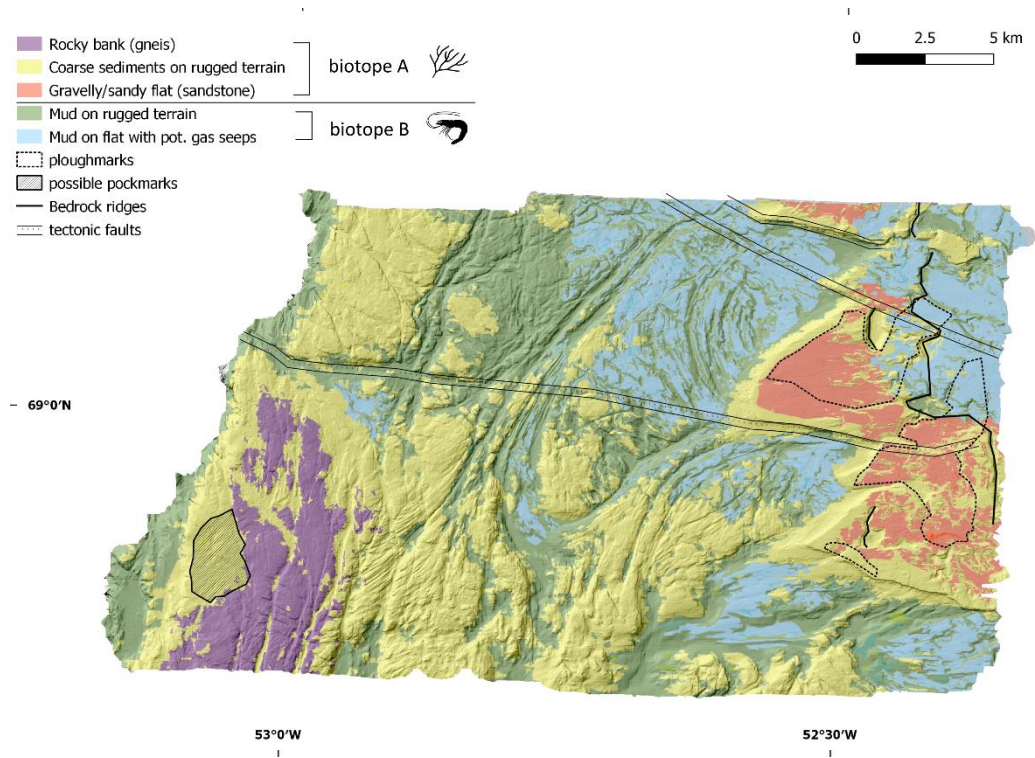 Rocky bank (gneis)
Coarse sediments on rugged terrain
Gravelly/sandy flat (sandstone)
biotope A
Mud on rugged terrain
Mud on flat with pot. gas seeps
biotope B
ploughmarks
possible pockmarks
Bedrock ridges
tectonic faults
0 2.5 5 km
69°0'N
53°0'W
52°30'W